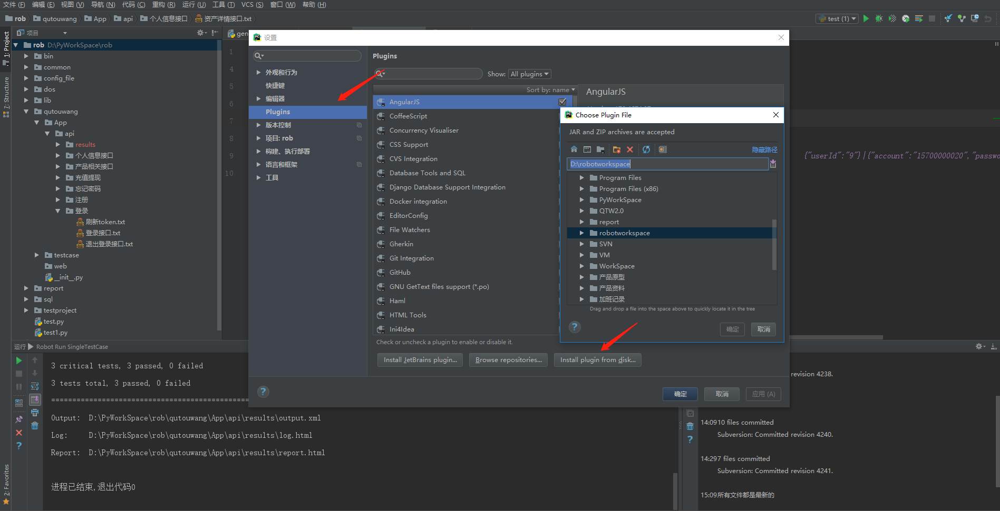 文件 (F) 编辑 (E) 视图 (V) 导航 (N) 代码 (C) 重构 (R) 运行 (U) 工具 (T) VCS (S) 窗口 (W) 帮助 (H)
rob qutouwang App api 个人信息接口 资产详情接口.txt
test (1)
1: Project
7: Structure
2: Favorites
项目
rob D:\PyWorkSpace\rob
bin
common
config_file
dos
lib
qutouwang
App
api
results
个人信息接口
产品相关接口
充值提现
忘记密码
注册
登录
刷新token.txt
登录接口.txt
退出登录接口.txt
testcase
web
__init__.py
report
sql
testproject
test.py
test1.py
gen
1
4
5
6
7
8
9
10
{"userId":"9"}|{"account":"15700000020","passwo
设置
外观和行为
快捷键
编辑器
Plugins
版本控制
项目: rob
构建、执行部署
语言和框架
工具
Plugins
Show: All plugins
Sort by: name
AngularJS
CoffeeScript
Concurrency Visualiser
CSS Support
CVS Integration
Database Tools and SQL
Django Database Support Integration
Docker integration
EditorConfig
File Watchers
Gherkin
Git Integration
GitHub
GNU GetText files support (*.po)
Haml
HTML Tools
Ini4Idea
Check or uncheck a plugin to enable or disable it.
Install JetBrains plugin... Browse repositories... Install plugin from disk...
AngularJS
Choose Plugin File
JAR and ZIP archives are accepted
隐藏路径
D:\robotworkspace
Program Files
Program Files (x86)
PyWorkSpace
QTW2.0
report
robotworkspace
SVN
VM
WorkSpace
产品原型
产品资料
加班记录
Drag and drop a file into the space above to quickly locate it in the tree
? 确定 取消
? 确定 取消 应用 (A)
运行 Robot Run SingleTestCase
3 critical tests, 3 passed, 0 failed
3 tests total, 3 passed, 0 failed
===============================================
Output: D:\PyWorkSpace\rob\qutouwang\App\api\results\output.xml
Log: D:\PyWorkSpace\rob\qutouwang\App\api\results\log.html
Report: D:\PyWorkSpace\rob\qutouwang\App\api\results\report.html
进程已结束,退出代码0
revision 4238.
14:0910 files committed
Subversion: Committed revision 4240.
14:297 files committed
Subversion: Committed revision 4241.
15:09所有文件都是最新的